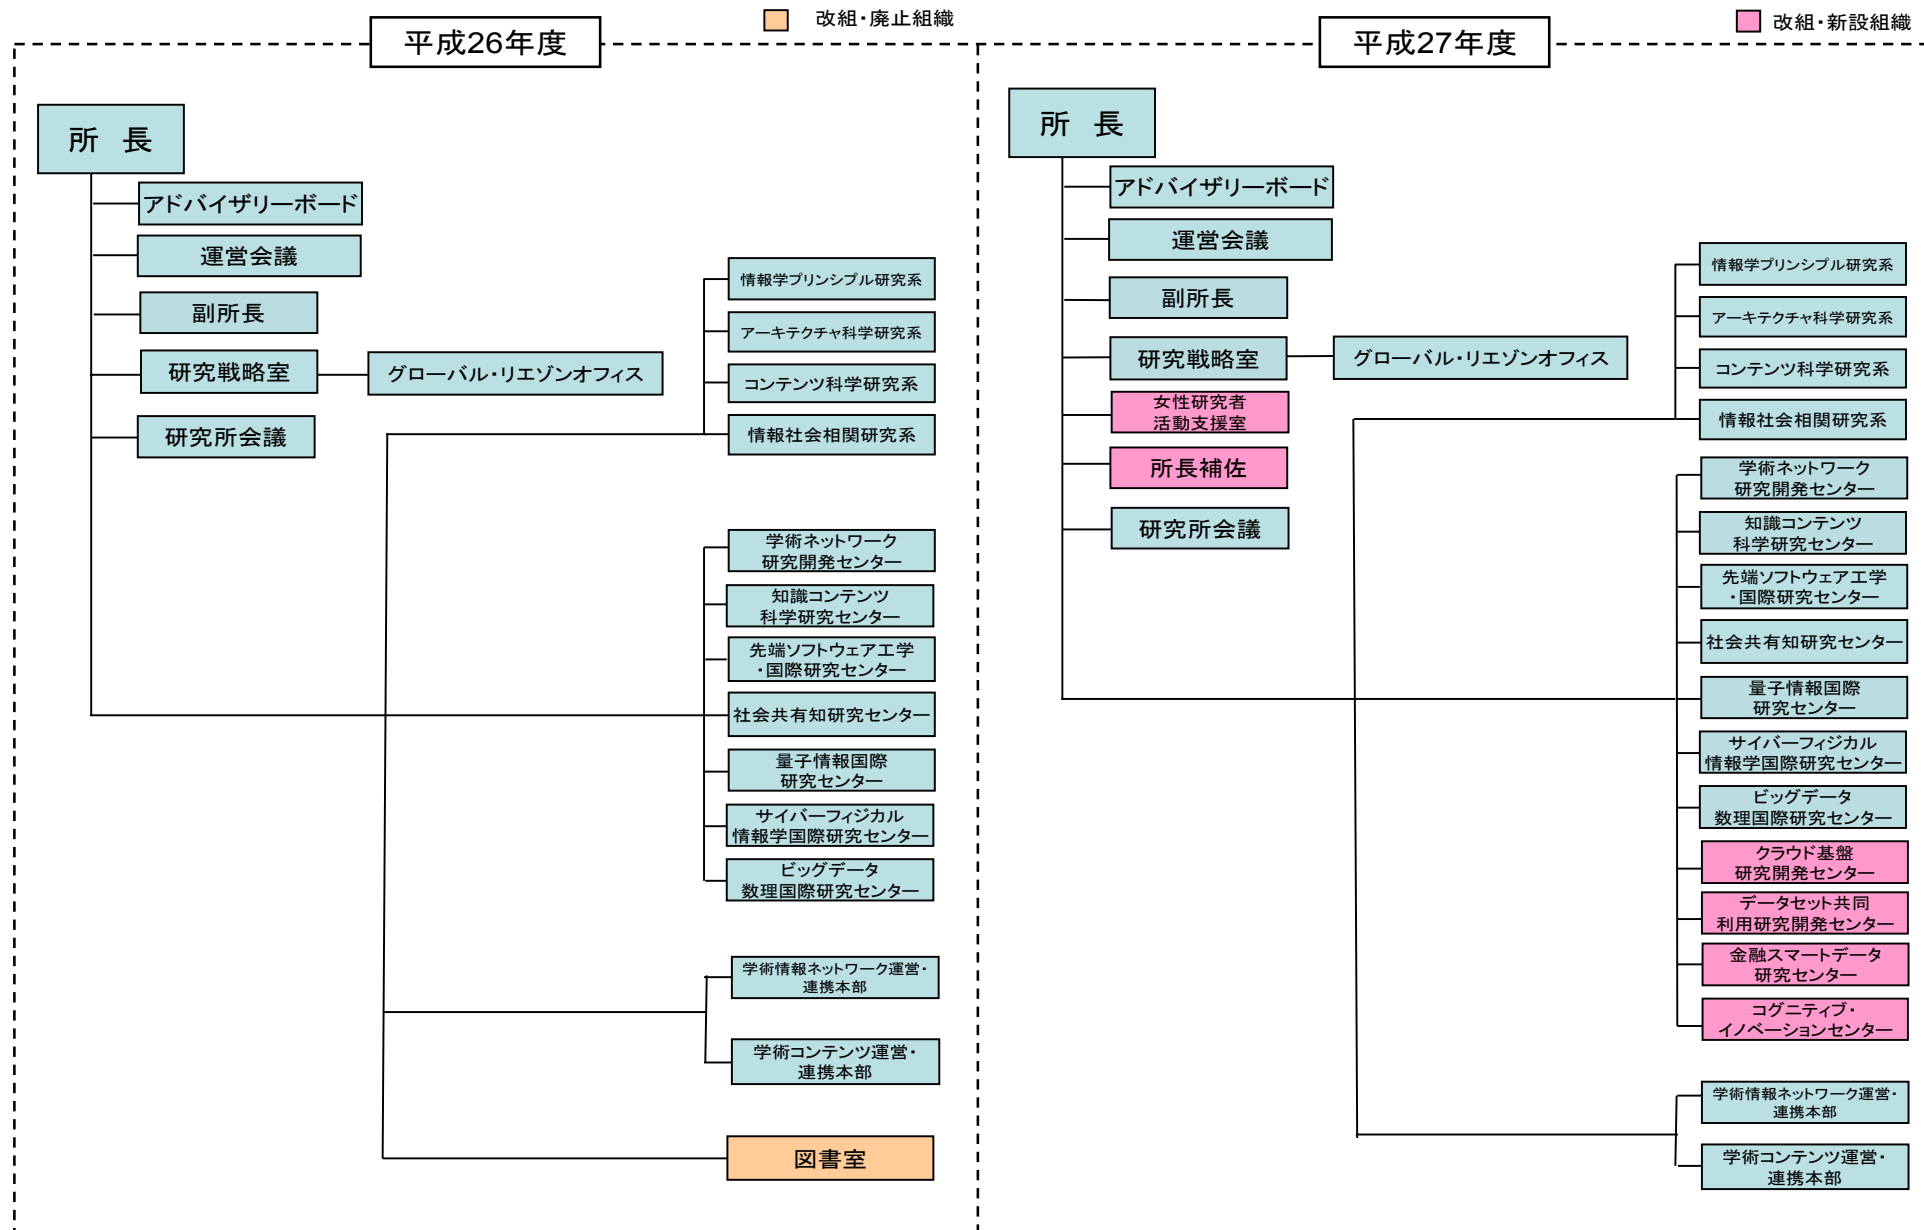 改組・廃止組織
平成26年度
所 長
アドバイザリーボード
運営会議
副所長
研究戦略室
グローバル・リエゾンオフィス
研究所会議
情報学プリンシプル研究系
アーキテクチャ科学研究系
コンテンツ科学研究系
情報社会相関研究系
学術ネットワーク
研究開発センター
知識コンテンツ
科学研究センター
先端ソフトウェア工学
・国際研究センター
社会共有知研究センター
量子情報国際
研究センター
サイバーフィジカル
情報学国際研究センター
ビッグデータ
数理国際研究センター
学術情報ネットワーク運営・
連携本部
学術コンテンツ運営・
連携本部
図書室
改組・新設組織
平成27年度
所 長
アドバイザリーボード
運営会議
副所長
研究戦略室
グローバル・リエゾンオフィス
女性研究者
活動支援室
所長補佐
研究所会議
情報学プリンシプル研究系
アーキテクチャ科学研究系
コンテンツ科学研究系
情報社会相関研究系
学術ネットワーク
研究開発センター
知識コンテンツ
科学研究センター
先端ソフトウェア工学
・国際研究センター
社会共有知研究センター
量子情報国際
研究センター
サイバーフィジカル
情報学国際研究センター
ビッグデータ
数理国際研究センター
クラウド基盤
研究開発センター
データセット共同
利用研究開発センター
金融スマートデータ
研究センター
コグニティブ・
イノベーションセンター
学術情報ネットワーク運営・
連携本部
学術コンテンツ運営・
連携本部